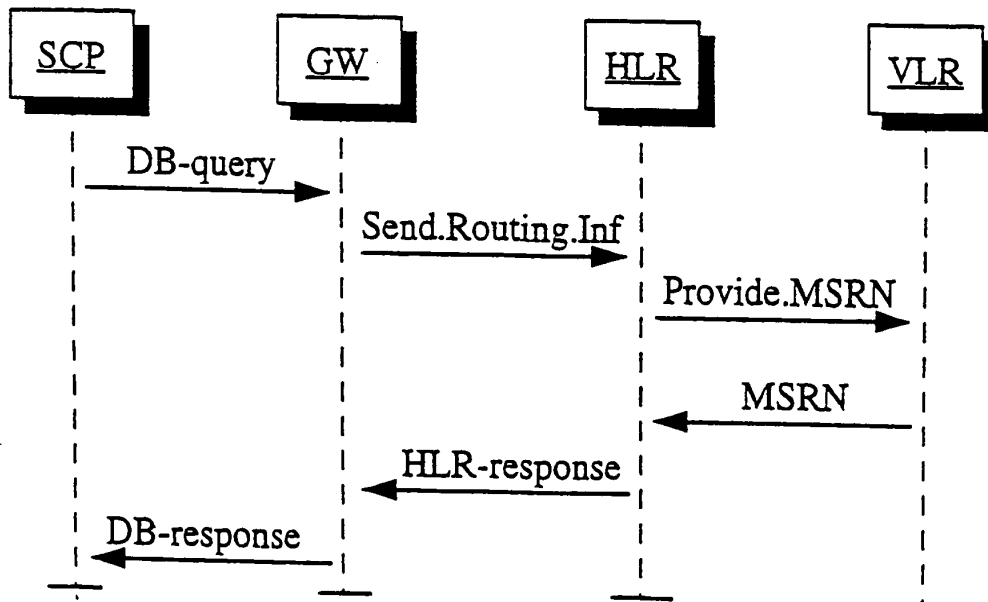 SCP
GW
HLR
VLR
DB-query
Send.Routing.Inf
Provide.MSRN
MSRN
HLR-response
DB-response